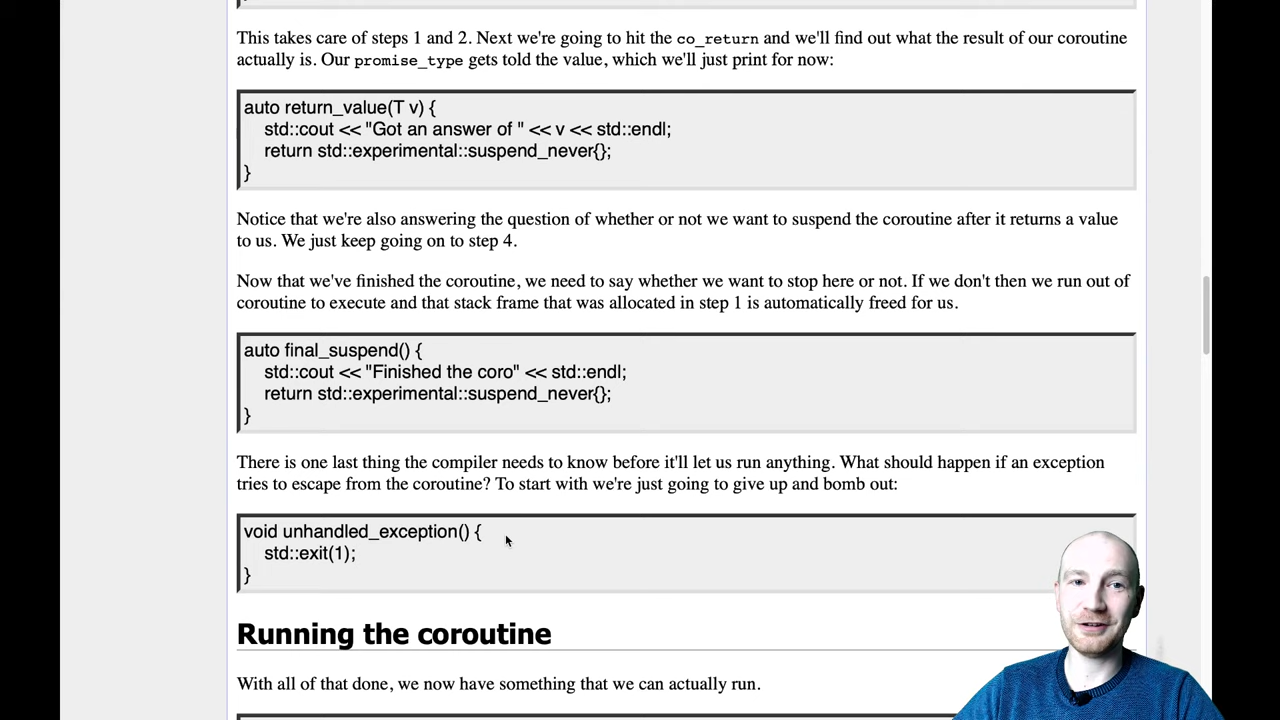 This takes care of steps 1 and 2. Next we're going to hit the co_return and we'll find out what the result of our coroutine
actually is. Our promise_type gets told the value, which we'll just print for now:
auto return_value(T v) {
    std::cout << "Got an answer of " << v << std::endl;
    return std::experimental::suspend_never{};
}
Notice that we're also answering the question of whether or not we want to suspend the coroutine after it returns a value
to us. We just keep going on to step 4.
Now that we've finished the coroutine, we need to say whether we want to stop here or not. If we don't then we run out of
coroutine to execute and that stack frame that was allocated in step 1 is automatically freed for us.
auto final_suspend() {
    std::cout << "Finished the coro" << std::endl;
    return std::experimental::suspend_never{};
}
There is one last thing the compiler needs to know before it'll let us run anything. What should happen if an exception
tries to escape from the coroutine? To start with we're just going to give up and bomb out:
void unhandled_exception() {
    std::exit(1);
}
Running the coroutine
With all of that done, we now have something that we can actually run.